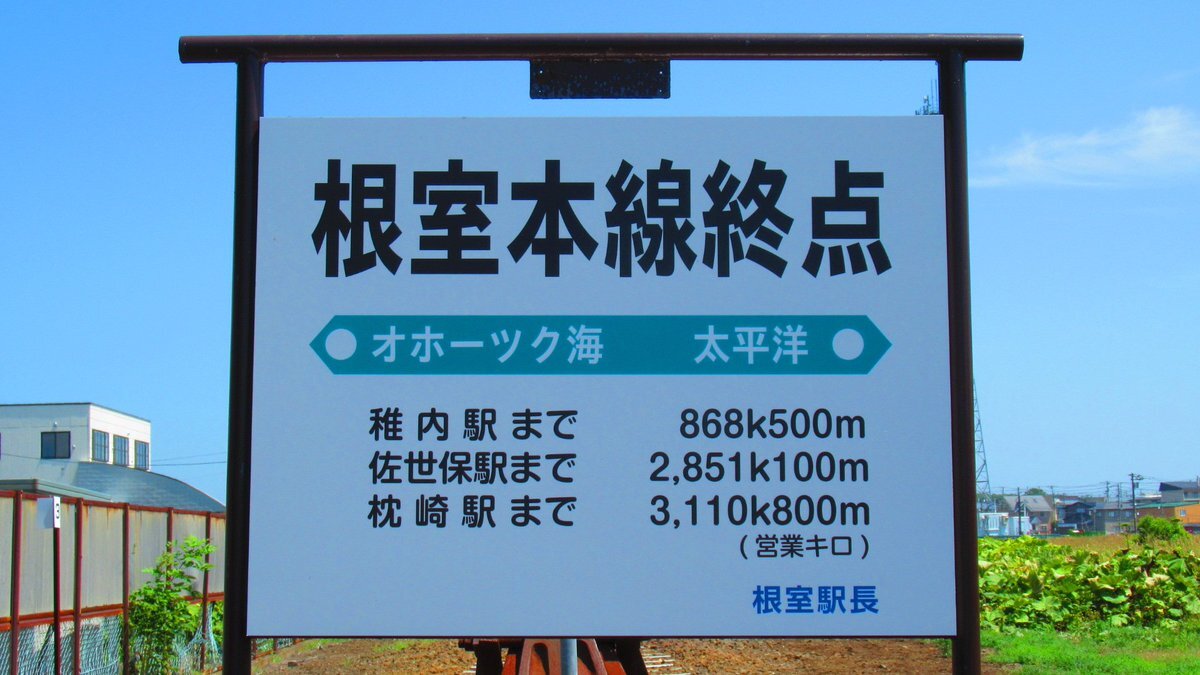 根室本線終点
オホーツク海 太平洋
稚内駅まで 868k500m
佐世保駅まで 2,851k100m
枕崎駅まで 3,110k800m
(営業キロ)
根室駅長
3